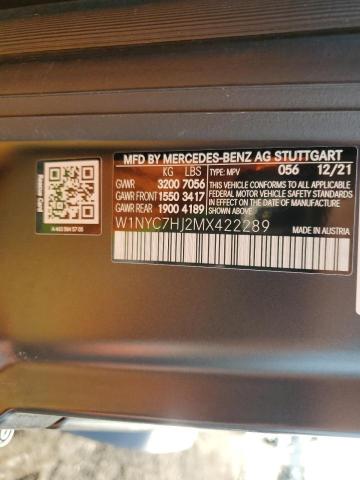 MFD BY MERCEDES-BENZ AG STUTTGART
KG LBS TYPE: MPV 056 12/21
GVWR 3200 7056
GAWR FRONT 1550 3417
GAWR REAR 1900 4189
THIS VEHICLE CONFORMS TO ALL APPLICABLE
FEDERAL MOTOR VEHICLE SAFETY STANDARDS IN
EFFECT ON THE DATE OF MANUFACTURE SHOWN ABOVE.
W1NYC7HJ2MX422289
MADE IN AUSTRIA
Rescue Card